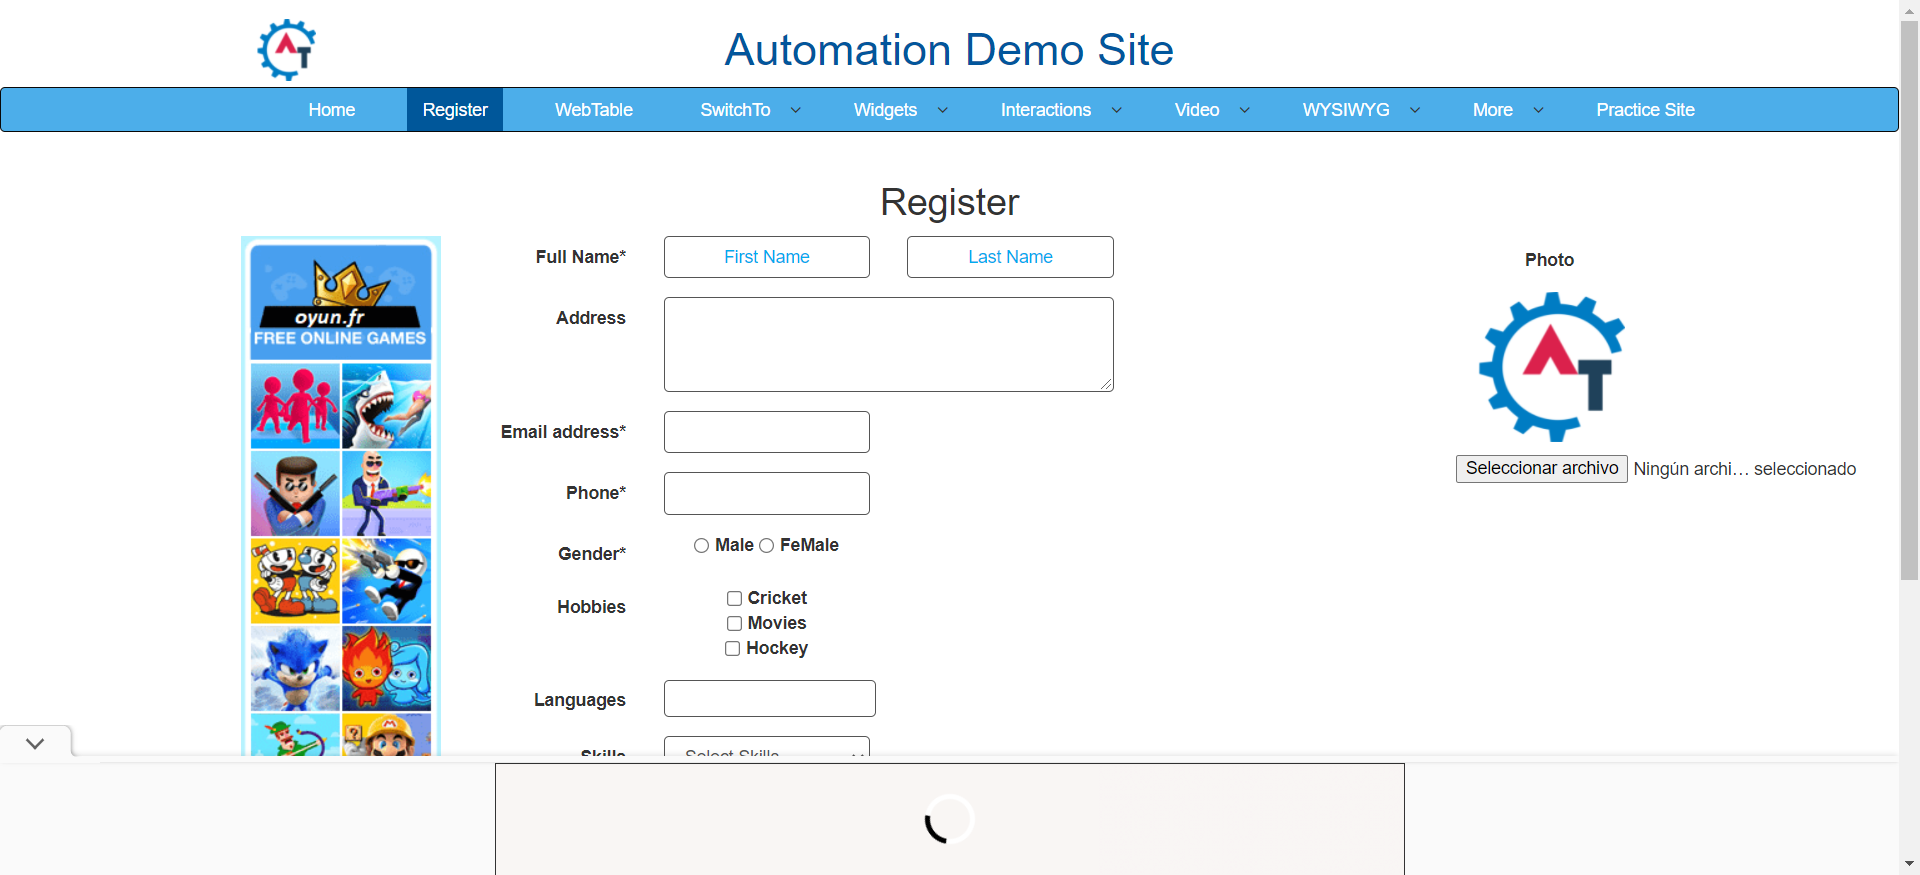 Automation Demo Site
Home Register WebTable SwitchTo Widgets Interactions Video WYSIWYG More Practice Site
Register
oyun.fr
FREE ONLINE GAMES
Full Name* First Name Last Name
Photo
Address
Email address*
Seleccionar archivo Ningún archi... seleccionado
Phone*
Gender* Male FeMale
Hobbies Cricket
Movies
Hockey
Languages
Skills Select Skills